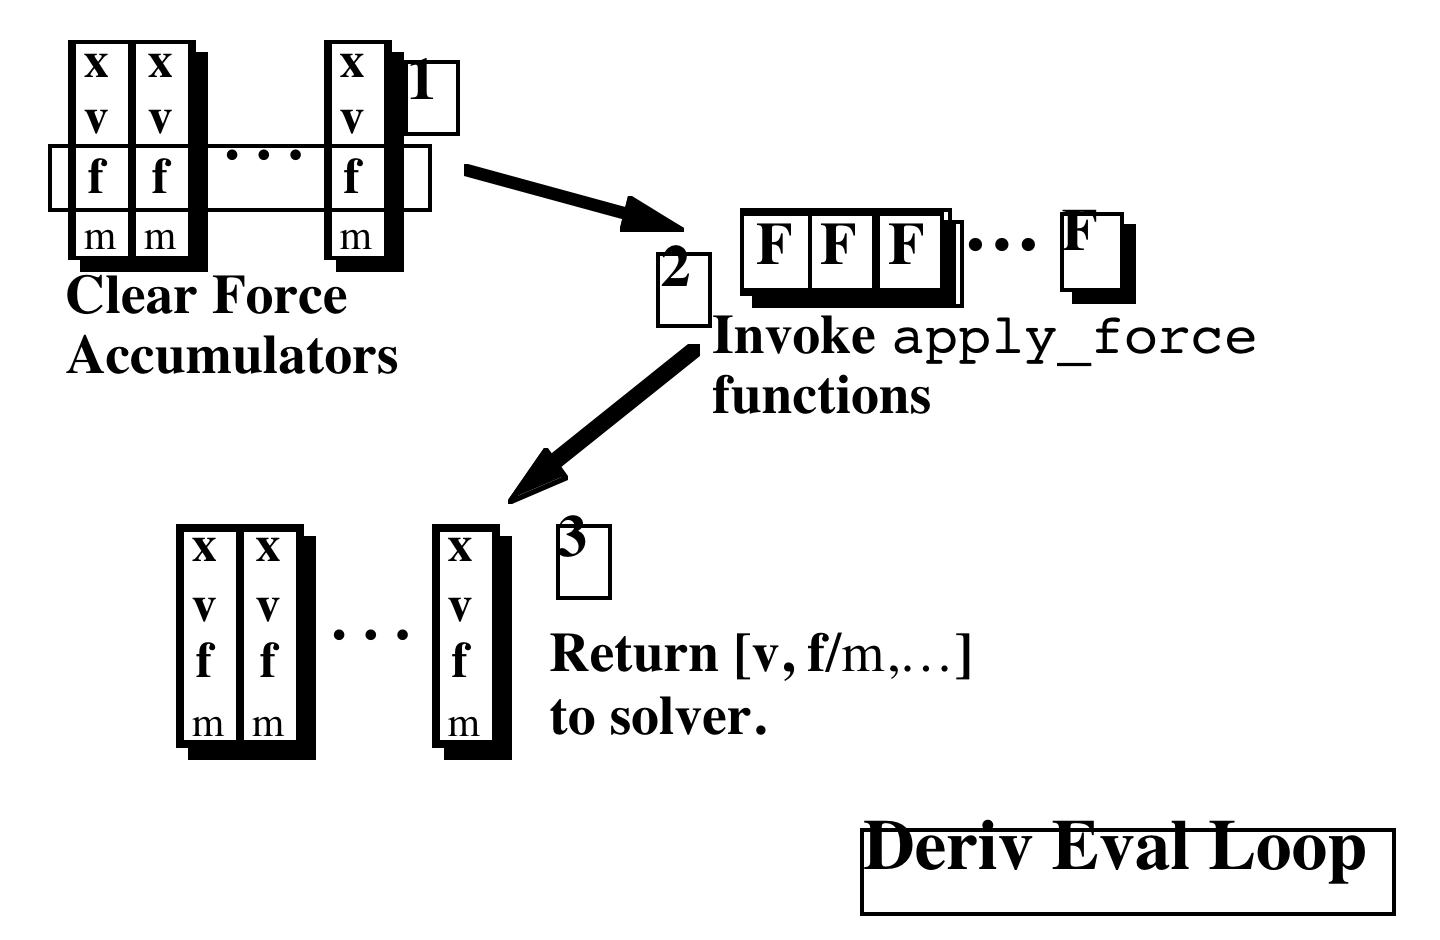 x x ... x 1
v v v
f f f
m m m
Clear Force
Accumulators
F F F ... F
2
Invoke apply_force
functions
x x x 3
v v v
... 
f f f
m m m
Return [v, f/m,...]
to solver.
Deriv Eval Loop